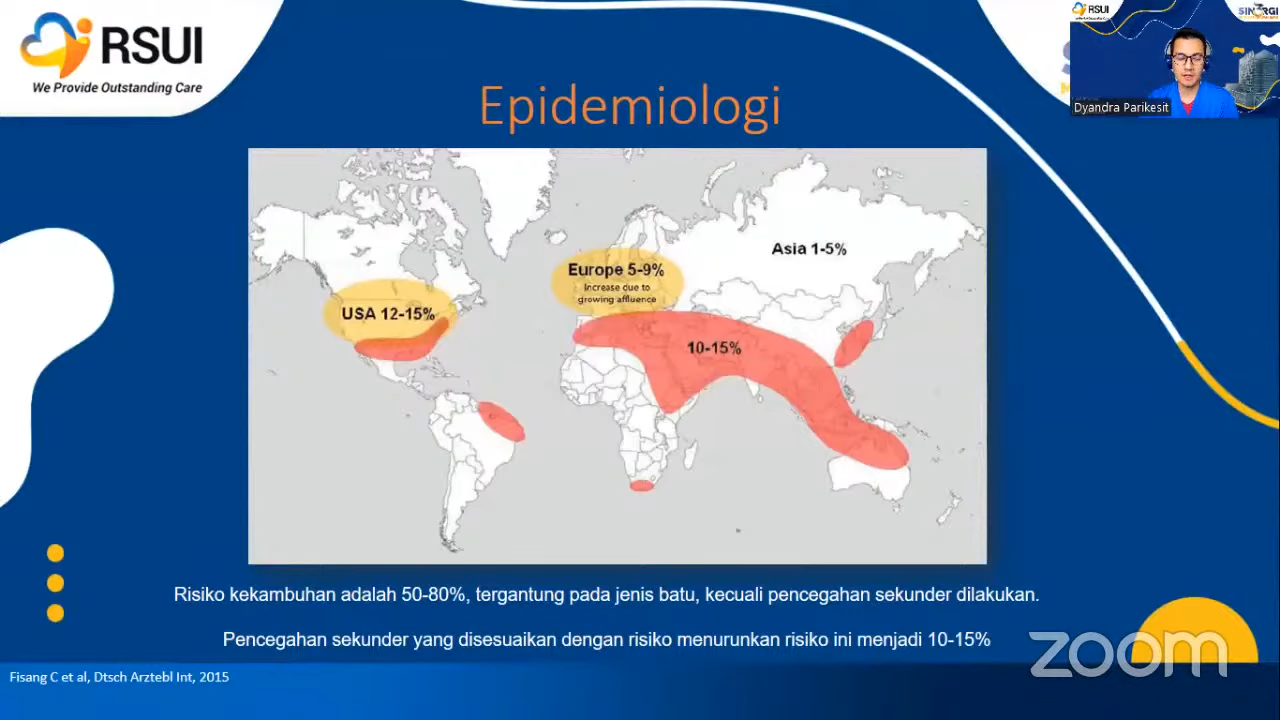 RSUI
We Provide Outstanding Care
RSUI
Dyandra Parikesit
Epidemiologi
Asia 1-5%
Europe 5-9%
Increase due to
growing affluence
USA 12-15%
10-15%
Risiko kekambuhan adalah 50-80%, tergantung pada jenis batu, kecuali pencegahan sekunder dilakukan.
Pencegahan sekunder yang disesuaikan dengan risiko menurunkan risiko ini menjadi 10-15%
zoom
Fisang C et al, Dtsch Arztebl Int, 2015